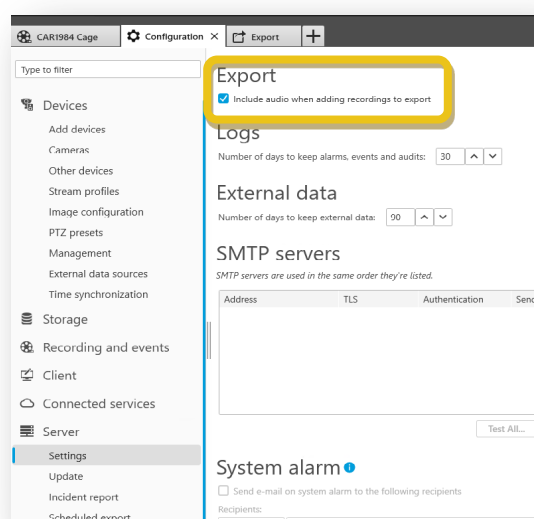 CAR1984 Cage
Configuration
Export
Type to filter
Devices
Add devices
Cameras
Other devices
Stream profiles
Image configuration
PTZ presets
Management
External data sources
Time synchronization
Storage
Recording and events
Client
Connected services
Server
Settings
Update
Incident report
Scheduled export
Export
Include audio when adding recordings to export
Logs
Number of days to keep alarms, events and audits: 30
External data
Number of days to keep external data: 90
SMTP servers
SMTP servers are used in the same order they're listed.
Address TLS Authentication Send
Test All...
System alarm
Send e-mail on system alarm to the following recipients
Recipients: